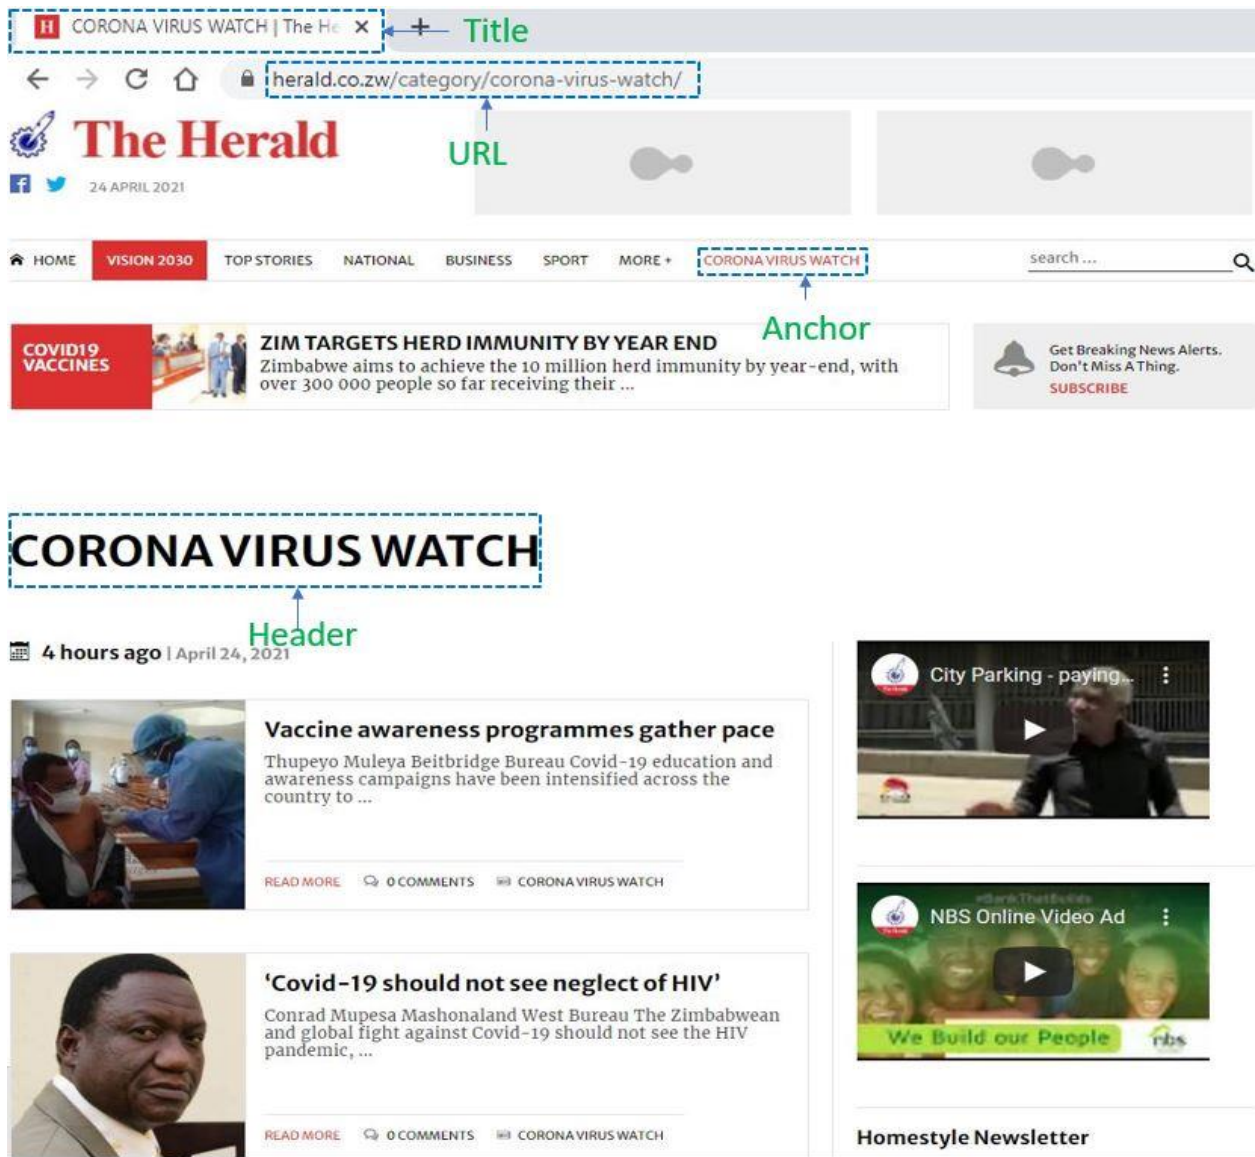 H CORONA VIRUS WATCH | The He
Title
herald.co.zw/category/corona-virus-watch/
URL
The Herald
24 APRIL 2021
HOME VISION 2030 TOP STORIES NATIONAL BUSINESS SPORT MORE + CORONA VIRUS WATCH search ...
Anchor
COVID19
VACCINES
ZIM TARGETS HERD IMMUNITY BY YEAR END
Zimbabwe aims to achieve the 10 million herd immunity by year-end, with
over 300 000 people so far receiving their ...
Get Breaking News Alerts.
Don't Miss A Thing.
SUBSCRIBE
CORONA VIRUS WATCH
Header
4 hours ago | April 24, 2021
Vaccine awareness programmes gather pace
Thupeyo Muleya Beitbridge Bureau Covid-19 education and
awareness campaigns have been intensified across the
country to ...
READ MORE 0 COMMENTS CORONA VIRUS WATCH
‘Covid-19 should not see neglect of HIV’
Conrad Mupesa Mashonaland West Bureau The Zimbabwean
and global fight against Covid-19 should not see the HIV
pandemic, ...
READ MORE 0 COMMENTS CORONA VIRUS WATCH
City Parking - paying...
#BankThatBuilds
NBS Online Video Ad
We Build our People nbs
Homestyle Newsletter